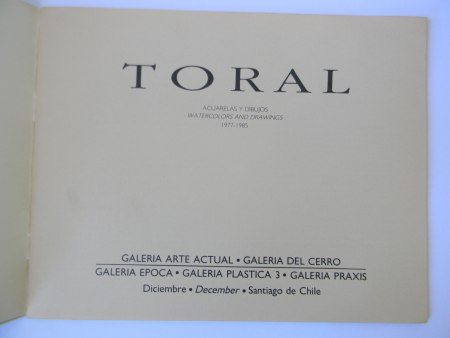 TORAL
ACUARELAS Y DIBUJOS
WATERCOLORS AND DRAWINGS
1977-1985
GALERIA ARTE ACTUAL • GALERIA DEL CERRO
GALERIA EPOCA • GALERIA PLASTICA 3 • GALERIA PRAXIS
Diciembre • December • Santiago de Chile